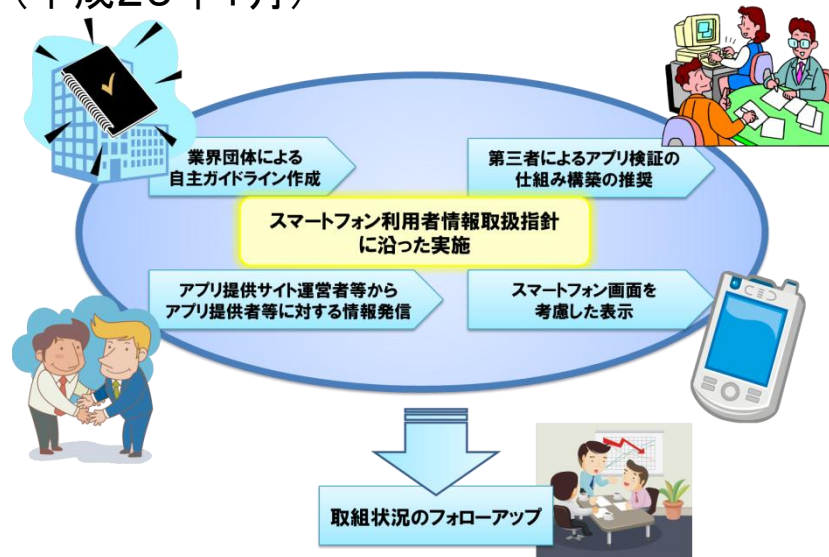 業界団体による
自主ガイドライン作成
第三者によるアプリ検証の
仕組み構築の推奨
スマートフォン利用者情報取扱指針
に沿った実施
アプリ提供サイト運営者等から
アプリ提供者等に対する情報発信
スマートフォン画面を
考慮した表示
取組状況のフォローアップ